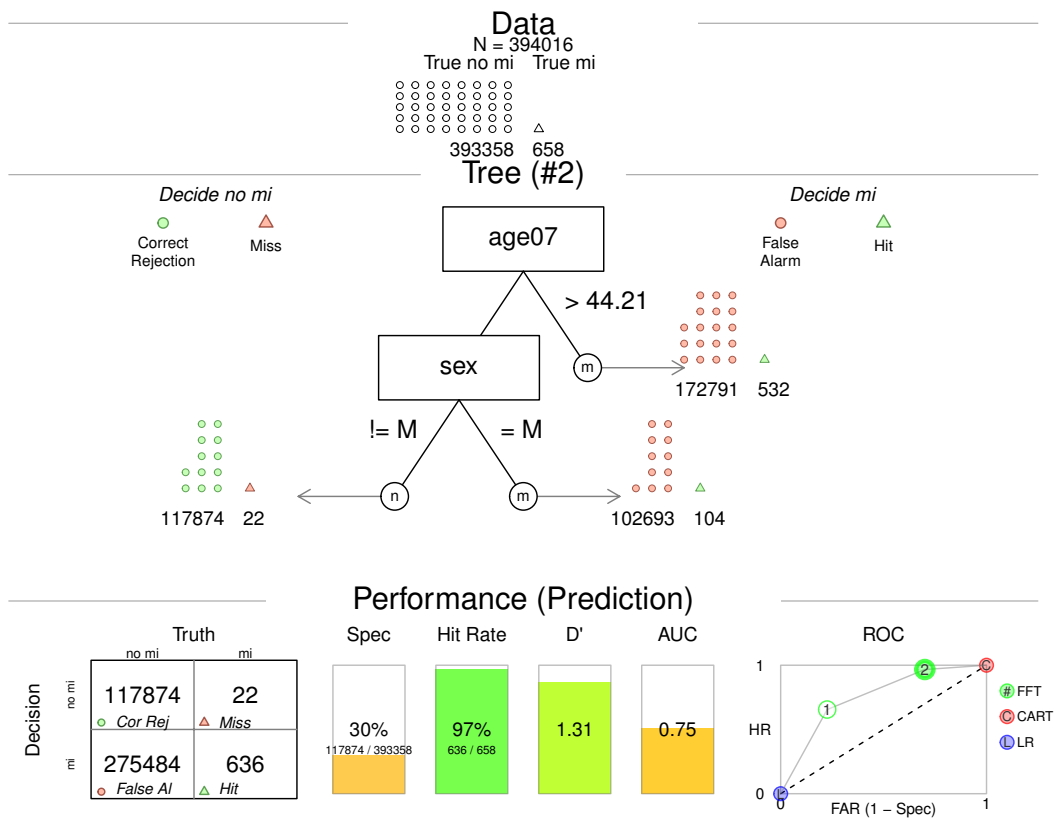 Data
N = 394016
True no mi True mi
393358 658
Tree (#2)
Decide no mi
Decide mi
Correct
Rejection
Miss
False
Alarm
Hit
age07
> 44.21
m
172791 532
sex
!= M
= M
n
m
117874 22
102693 104
Performance (Prediction)
Truth
no mi mi
Decision
no mi
mi
117874
Cor Rej
22
Miss
275484
False Al
636
Hit
Spec
30%
117874 / 393358
Hit Rate
97%
636 / 658
D'
1.31
AUC
0.75
ROC
1
HR
0
0
1
FAR (1 − Spec)
1
2
C
L
# FFT
C CART
L LR